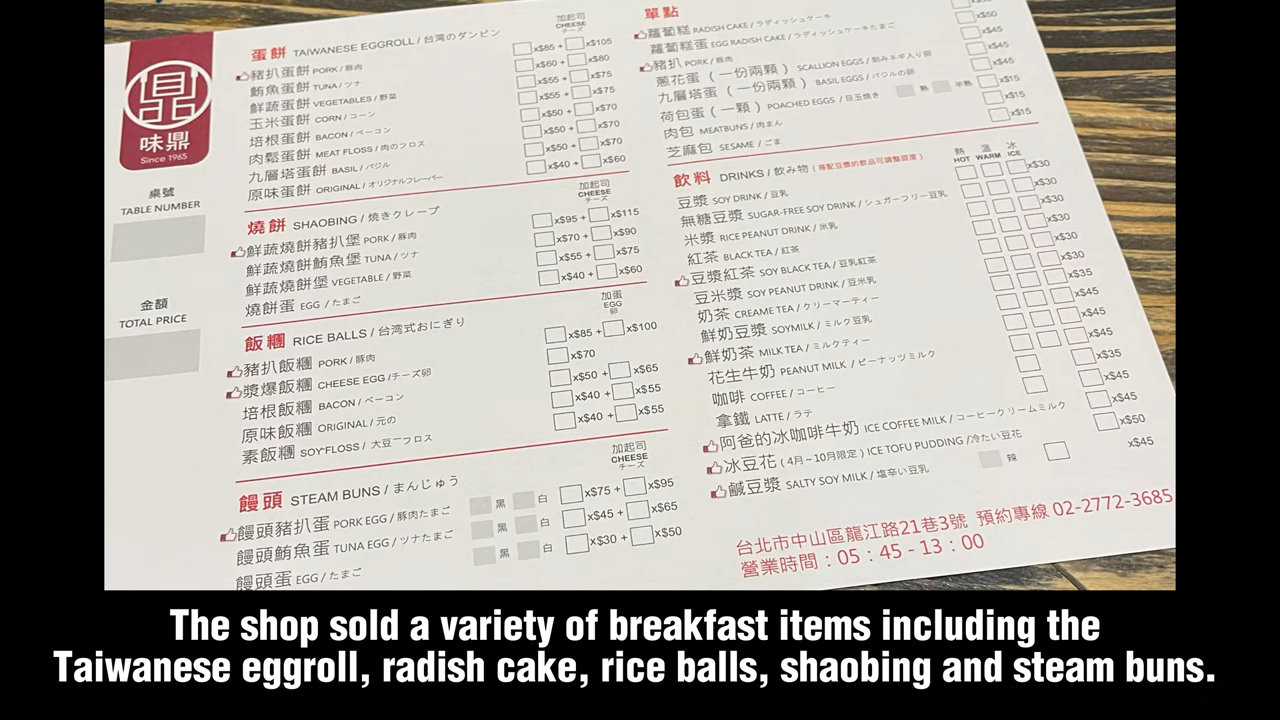 味鼎
Since 1965
桌號
TABLE NUMBER
金額
TOTAL PRICE
蛋餅 TAIWANESE EGGROLL / 台湾のダンピン
加起司
CHEESE
チーズ
豬扒蛋餅 PORK / 豚肉 x$85 + x$105
鮪魚蛋餅 TUNA / ツナ x$60 + x$80
鮮蔬蛋餅 VEGETABLES / 野菜 x$55 + x$75
玉米蛋餅 CORN / コーン x$55 + x$75
培根蛋餅 BACON / ベーコン x$50 + x$70
肉鬆蛋餅 MEAT FLOSS / 肉のフロス x$50 + x$70
九層塔蛋餅 BASIL / バジル x$50 + x$70
原味蛋餅 ORIGINAL / オリジナルフレーバー x$40 + x$60
燒餅 SHAOBING / 焼きクレープ
加起司
CHEESE
チーズ
鮮蔬燒餅豬扒堡 PORK / 豚肉 x$95 + x$115
鮮蔬燒餅鮪魚堡 TUNA / ツナ x$70 + x$90
鮮蔬燒餅堡 VEGETABLE / 野菜 x$55 + x$75
燒餅蛋 EGG / たまご x$40 + x$60
飯糰 RICE BALLS / 台湾式おにぎり
加蛋
EGG
卵
豬扒飯糰 PORK / 豚肉 x$85 + x$100
漿爆飯糰 CHEESE EGG /チーズ卵 x$70
培根飯糰 BACON / ベーコン x$50 + x$65
原味飯糰 ORIGINAL / 元の x$40 + x$55
素飯糰 SOYFLOSS / 大豆一フロス x$40 + x$55
饅頭 STEAM BUNS / まんじゅう
加起司
CHEESE
チーズ
饅頭豬扒蛋 PORK EGG / 豚肉たまご 黑 白 x$75 + x$95
饅頭鮪魚蛋 TUNA EGG / ツナたまご 黑 白 x$45 + x$65
饅頭蛋 EGG / たまご 黑 白 x$30 + x$50
單點
蘿蔔糕 RADISH CAKE / ラディッシュケーキ
蘿蔔糕蛋 EGG RADISH CAKE / ラディッシュケーキたまご x$50
豬扒 PORK / 豚肉 x$45
蔥花蛋 ( 一份兩顆 ) SCALLION EGGS / 刻みネギ入り卵 x$45
九層塔蛋 ( 一份兩顆 ) BASIL EGGS / バジルの卵 x$45
荷包蛋 ( 一顆 ) POACHED EGGS / 目玉焼き 熟 半熟 x$15
肉包 MEATBUNS / 肉まん x$15
芝麻包 SESAME / ごま x$15
飲料 DRINKS / 飲み物 ( 搭配豆漿的飲品可調整甜度 )
熱 HOT 溫 WARM 冰 ICE
豆漿 SOY DRINK / 豆乳 x$30
無糖豆漿 SUGAR-FREE SOY DRINK / シュガーフリー豆乳 x$30
米漿 RICE PEANUT DRINK / 米乳 x$30
紅茶 BLACK TEA / 紅茶 x$30
豆漿紅茶 SOY BLACK TEA / 豆乳紅茶 x$30
豆米漿 SOY PEANUT DRINK / 豆米乳 x$30
奶茶 CREAME TEA / クリーマーティー x$35
鮮奶豆漿 SOYMILK / ミルク豆乳 x$45
鮮奶茶 MILK TEA / ミルクティー x$45
花生牛奶 PEANUT MILK / ピーナッツミルク x$45
咖啡 COFFEE / コーヒー x$35
拿鐵 LATTE / ラテ x$45
阿爸的冰咖啡牛奶 ICE COFFEE MILK / コーヒークリームミルク x$45
冰豆花 ( 4月~10月限定 ) ICE TOFU PUDDING /冷たい豆花 x$50
鹹豆漿 SALTY SOY MILK / 塩辛い豆乳 辣 x$45
台北市中山區龍江路21巷3號 預約專線 02-2772-3685
營業時間：05：45 - 13：00
The shop sold a variety of breakfast items including the
Taiwanese eggroll, radish cake, rice balls, shaobing and steam buns.